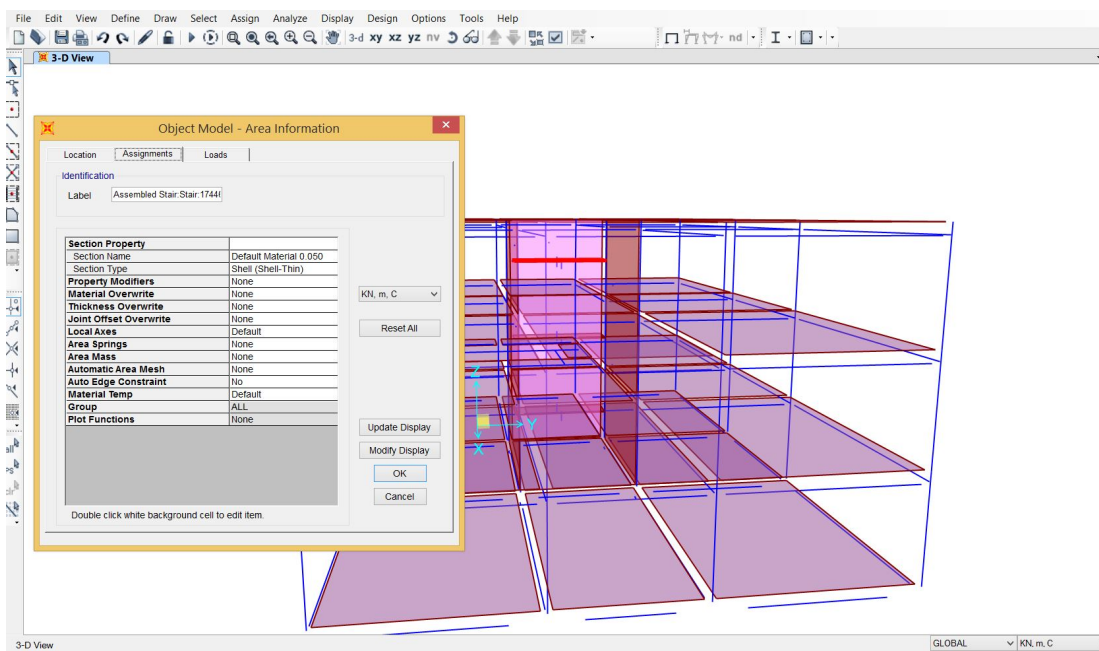 File Edit View Define Draw Select Assign Analyze Display Design Options Tools Help
3-d xy xz yz nv nd
3-D View
Object Model - Area Information
Location Assignments Loads
Identification
Label Assembled Stair:Stair:1744
Section Property
Section Name Default Material 0.050
Section Type Shell (Shell-Thin)
Property Modifiers None
Material Overwrite None
Thickness Overwrite None
Joint Offset Overwrite None
Local Axes Default
Area Springs None
Area Mass None
Automatic Area Mesh None
Auto Edge Constraint No
Material Temp Default
Group ALL
Plot Functions None
KN, m, C
Reset All
Update Display
Modify Display
OK
Cancel
Double click white background cell to edit item.
Z
Y
X
all
3-D View GLOBAL KN, m, C